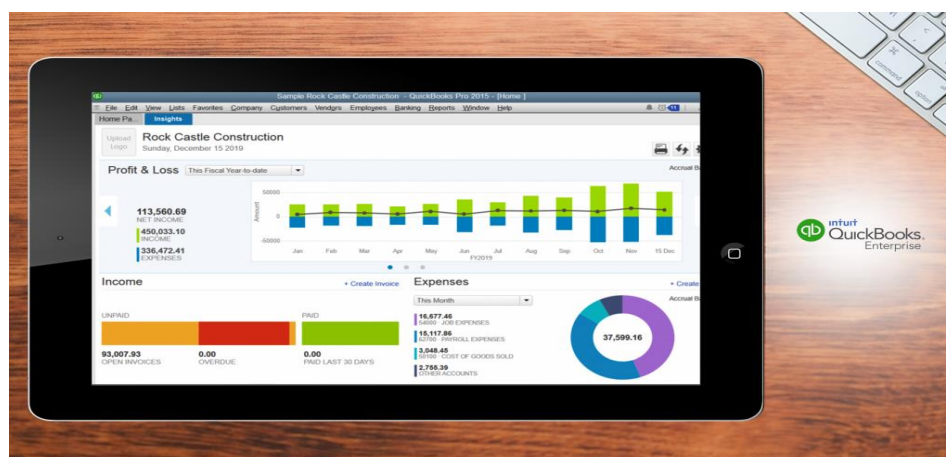 Sample Rock Castle Construction - QuickBooks Pro 2015 - [Home ]
File Edit View Lists Favorites Company Customers Vendors Employees Banking Reports Window Help
Home Pa... Insights
Upload Logo
Rock Castle Construction
Sunday, December 15 2019
Profit & Loss This Fiscal Year-to-date
Accrual Ba
113,560.69
NET INCOME
450,033.10
INCOME
336,472.41
EXPENSES
Amount
50000
0
-50000
Jan Feb Mar Apr May Jun Jul Aug Sep Oct Nov 15 Dec
FY2019
Income
+ Create Invoice
UNPAID PAID
93,007.93
OPEN INVOICES
0.00
OVERDUE
0.00
PAID LAST 30 DAYS
Expenses
+ Create
This Month
Accrual Ba
16,677.46
54000 · JOB EXPENSES
15,117.86
62700 · PAYROLL EXPENSES
3,048.45
50100 · COST OF GOODS SOLD
2,755.39
OTHER ACCOUNTS
37,599.16
qb
intuit
QuickBooks.
Enterprise
command
option